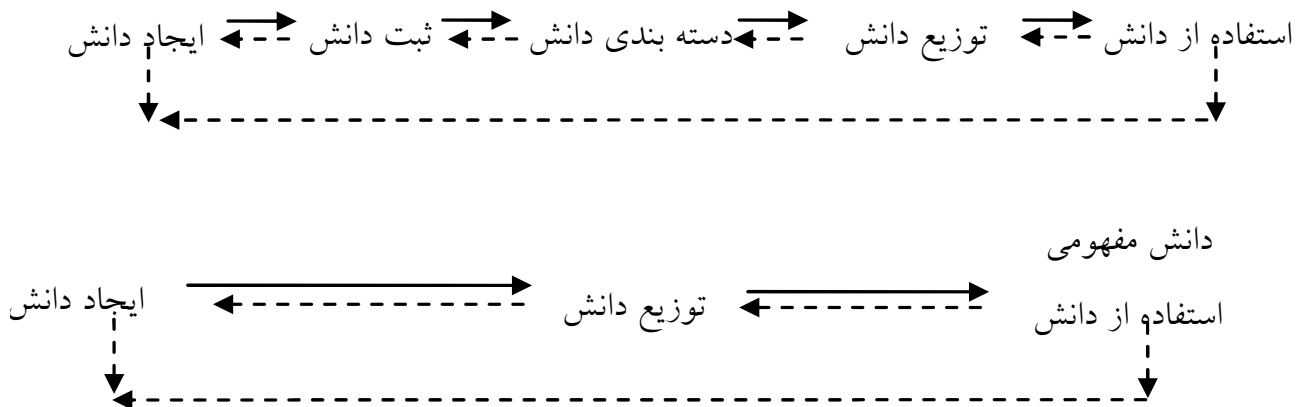 ایجاد دانش ثبت دانش دسته بندی دانش توزیع دانش استفاده از دانش
دانش مفهومی
ایجاد دانش توزیع دانش استفاده از دانش